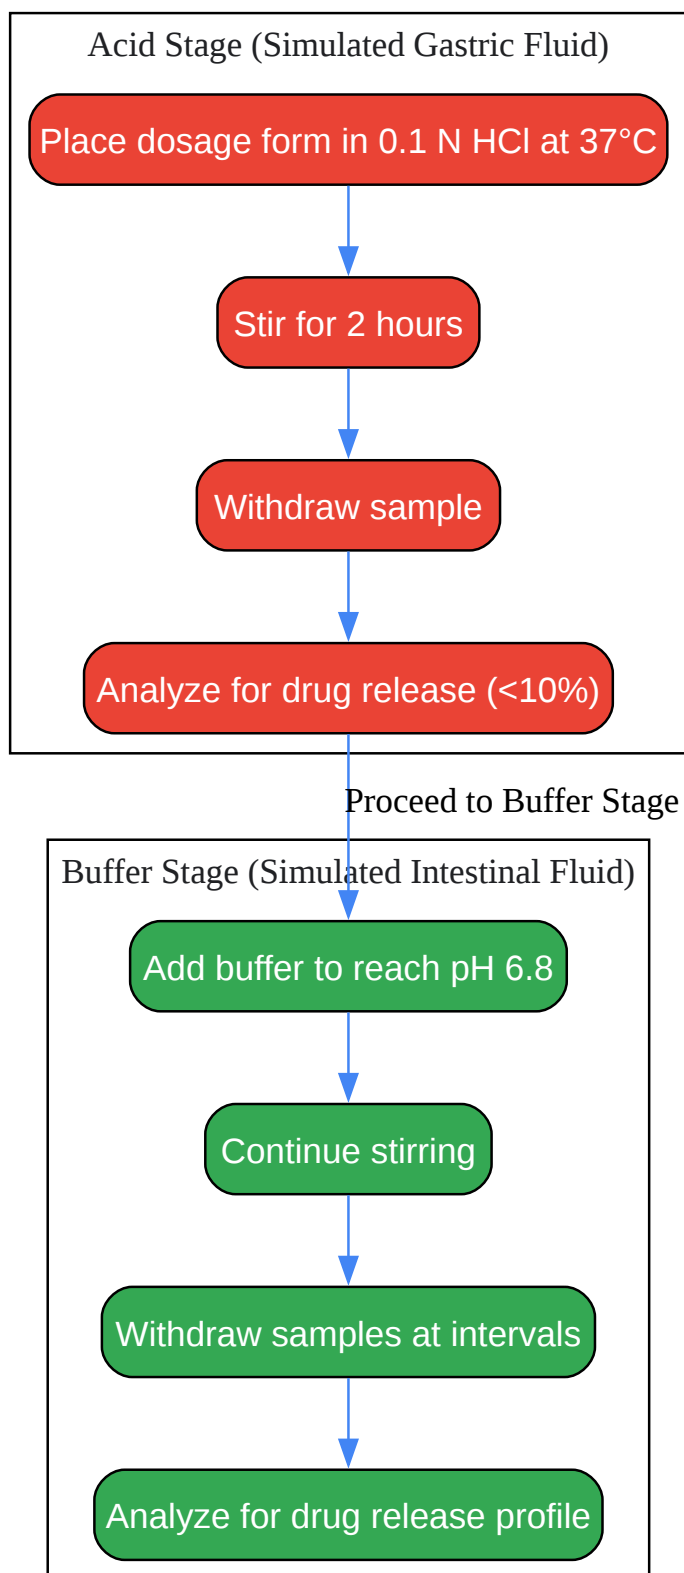 Acid Stage (Simulated Gastric Fluid)
Place dosage form in 0.1 N HCl at 37°C
Stir for 2 hours
Withdraw sample
Analyze for drug release (<10%)
Proceed to Buffer Stage
Buffer Stage (Simulated Intestinal Fluid)
Add buffer to reach pH 6.8
Continue stirring
Withdraw samples at intervals
Analyze for drug release profile